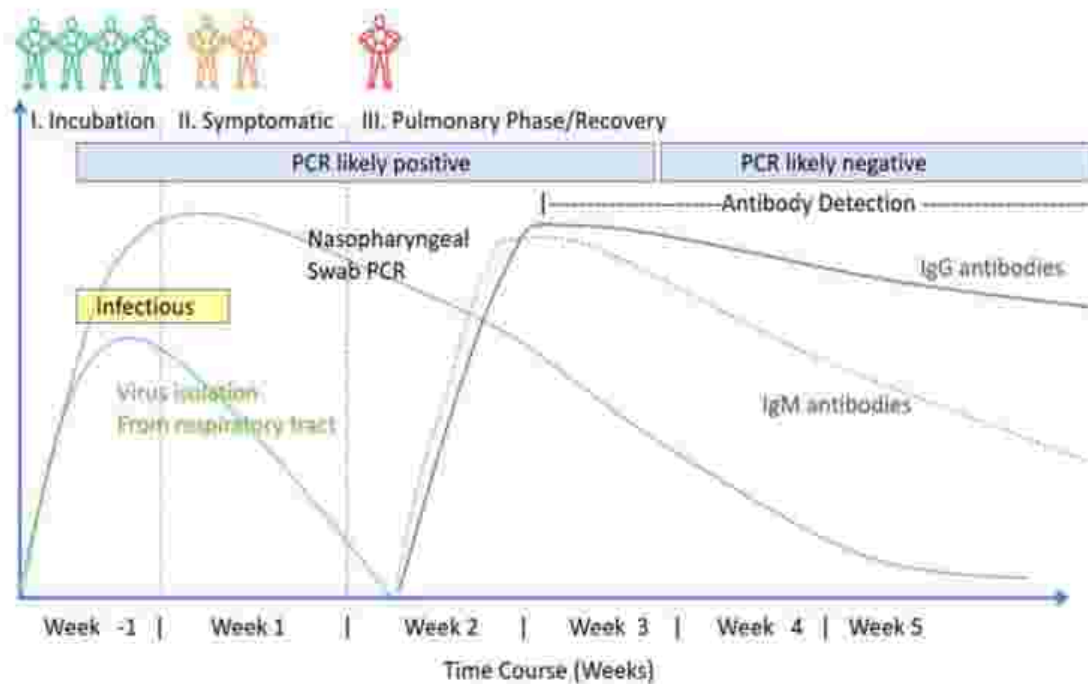 I. Incubation II. Symptomatic III. Pulmonary Phase/Recovery
PCR likely positive PCR likely negative
|---Antibody Detection---
Nasopharyngeal
Swab PCR
IgG antibodies
Infectious
Virus isolation
From respiratory tract
IgM antibodies
Week -1 | Week 1 | Week 2 | Week 3 | Week 4 | Week 5
Time Course (Weeks)